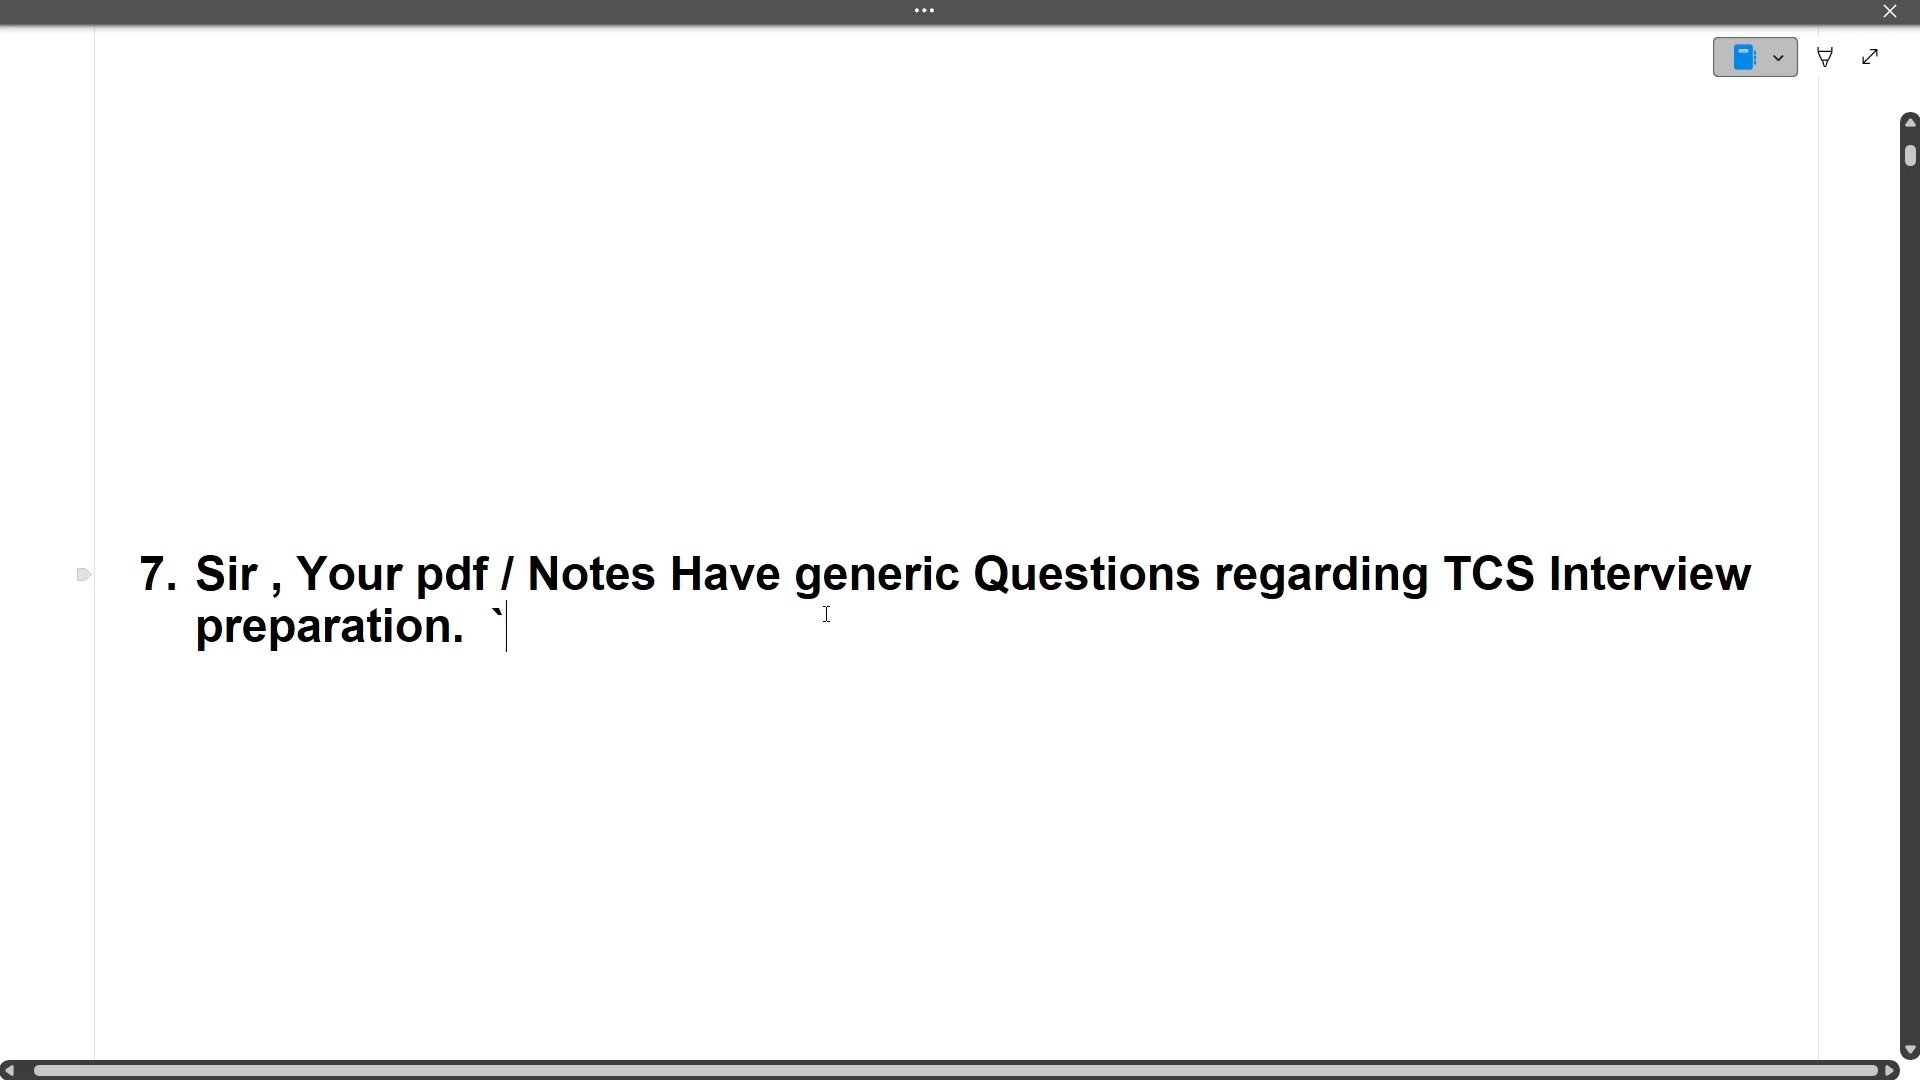 7. Sir , Your pdf / Notes Have generic Questions regarding TCS Interview
preparation. `